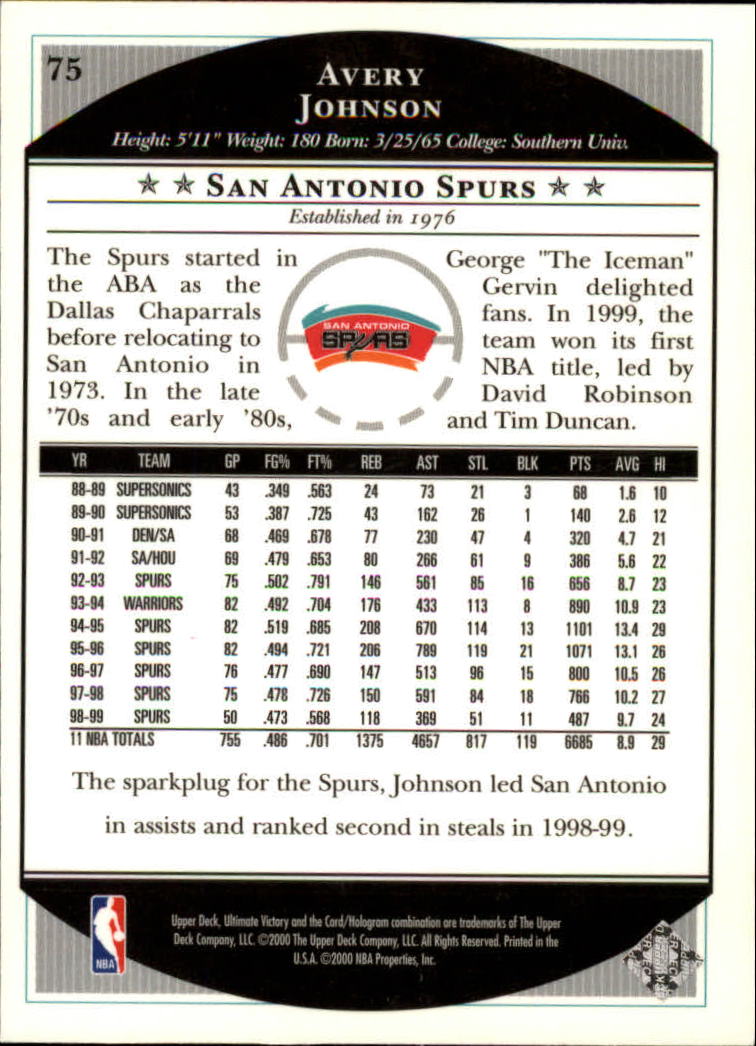 75
AVERY
JOHNSON
Height: 5'11" Weight: 180 Born: 3/25/65 College: Southern Univ.
SAN ANTONIO SPURS
Established in 1976
The Spurs started in
the ABA as the
Dallas Chaparrals
before relocating to
San Antonio in
1973. In the late
'70s and early '80s,
SAN ANTONIO
SPURS
George "The Iceman"
Gervin delighted
fans. In 1999, the
team won its first
NBA title, led by
David Robinson
and Tim Duncan.
YR TEAM GP FG% FT% REB AST STL BLK PTS AVG HI
88-89 SUPERSONICS 43 .349 .563 24 73 21 3 68 1.6 10
89-90 SUPERSONICS 53 .387 .725 43 162 26 1 140 2.6 12
90-91 DEN/SA 68 .469 .678 77 230 47 4 320 4.7 21
91-92 SA/HOU 69 .479 .653 80 266 61 9 386 5.6 22
92-93 SPURS 75 .502 .791 146 561 85 16 656 8.7 23
93-94 WARRIORS 82 .492 .704 176 433 113 8 890 10.9 23
94-95 SPURS 82 .519 .685 208 670 114 13 1101 13.4 29
95-96 SPURS 82 .494 .721 206 789 119 21 1071 13.1 26
96-97 SPURS 76 .477 .690 147 513 96 15 800 10.5 26
97-98 SPURS 75 .478 .726 150 591 84 18 766 10.2 27
98-99 SPURS 50 .473 .568 118 369 51 11 487 9.7 24
11 NBA TOTALS 755 .486 .701 1375 4657 817 119 6685 8.9 29
The sparkplug for the Spurs, Johnson led San Antonio
in assists and ranked second in steals in 1998-99.
NBA
Upper Deck, Ultimate Victory and the Card/Hologram combination are trademarks of The Upper
Deck Company, LLC. ©2000 The Upper Deck Company, LLC. All Rights Reserved. Printed in the
U.S.A. ©2000 NBA Properties, Inc.